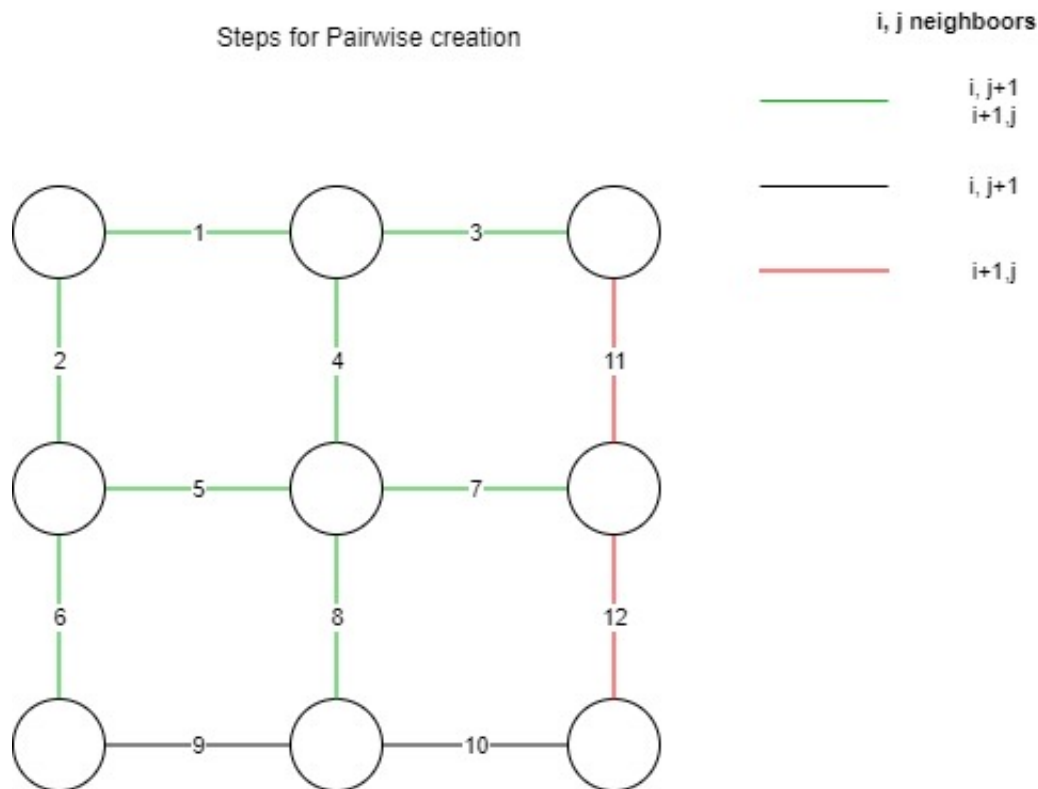 Steps for Pairwise creation
i, j neighboors
i, j+1
i+1,j
i, j+1
i+1,j
1
3
2
4
11
5
7
6
8
12
9
10